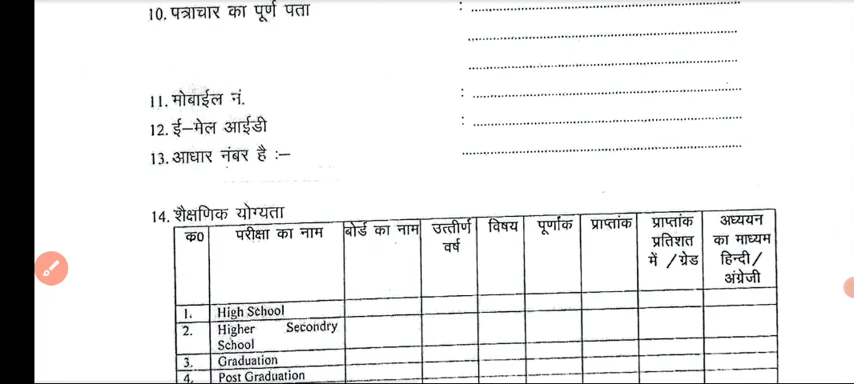 10. पत्राचार का पूर्ण पता : ........................
........................
........................
11. मोबाईल नं. : ........................
12. ई–मेल आईडी : ........................
13. आधार नंबर है :– ........................
14. शैक्षणिक योग्यता
क0 परीक्षा का नाम बोर्ड का नाम उत्तीर्ण वर्ष विषय पूर्णांक प्राप्तांक प्राप्तांक प्रतिशत में /ग्रेड अध्ययन का माध्यम हिन्दी/ अंग्रेजी
1. High School
2. Higher Secondry School
3. Graduation
4. Post Graduation